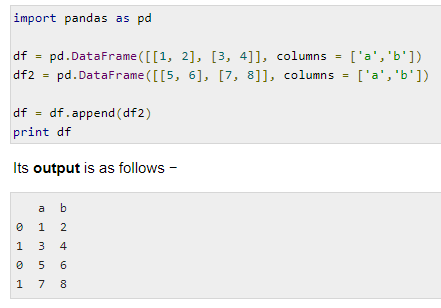 import pandas as pd
df = pd.DataFrame([[1, 2], [3, 4]], columns = ['a','b'])
df2 = pd.DataFrame([[5, 6], [7, 8]], columns = ['a','b'])
df = df.append(df2)
print df
Its output is as follows −
a b
0 1 2
1 3 4
0 5 6
1 7 8